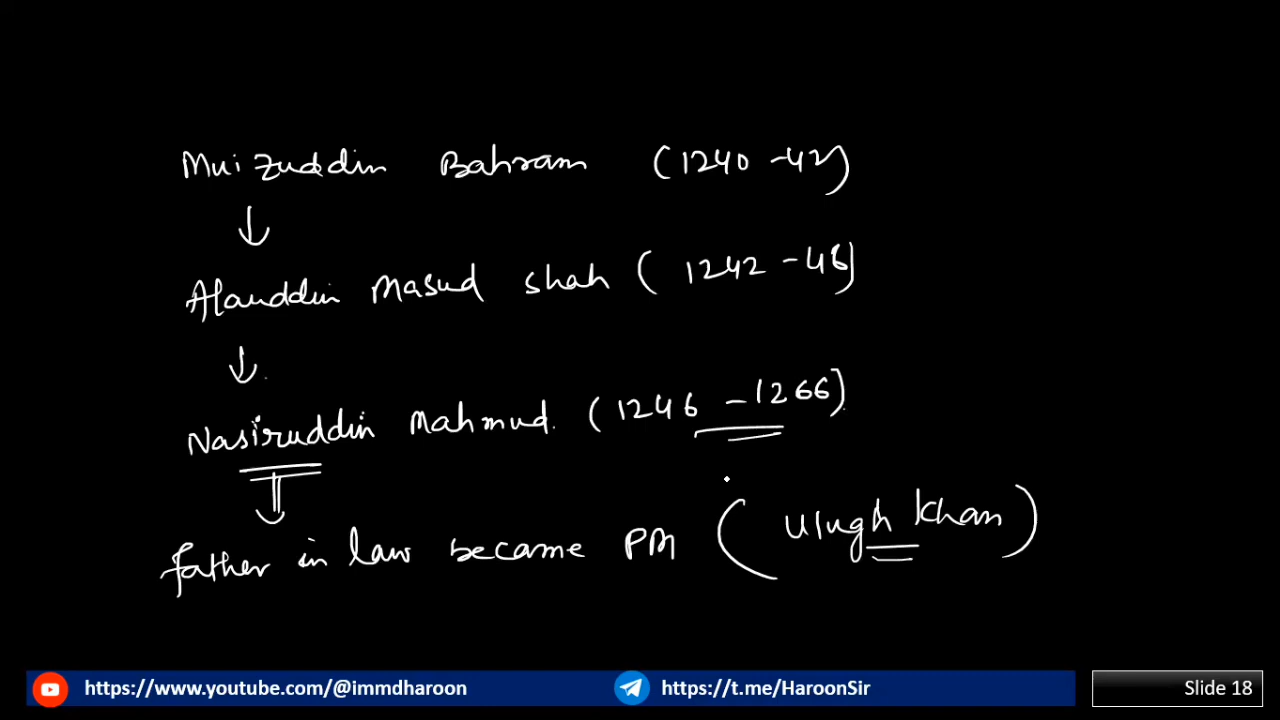 Muizuddin Bahram (1240 - 42)
↓
Alauddin Masud shah (1242 - 46)
↓
Nasiruddin Mahmud. (1246 - 1266)
↓
father in law became PM (Ulugh Khan)
https://www.youtube.com/@immdharoon https://t.me/HaroonSir Slide 18